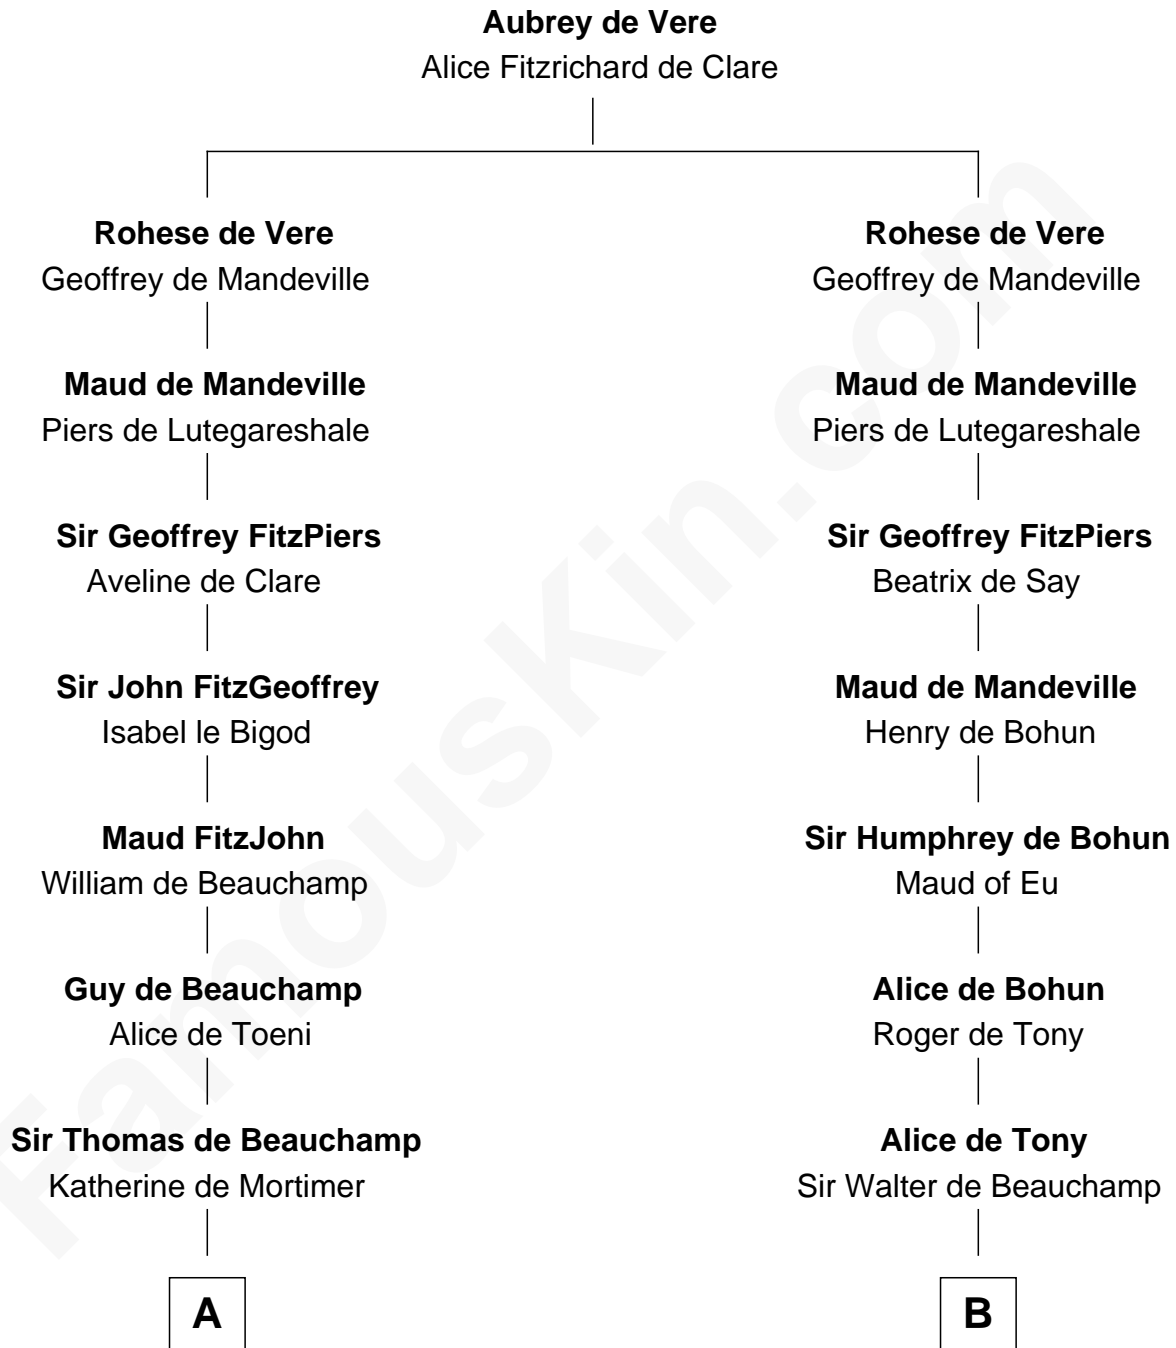 Aubrey de Vere
Alice Fitzrichard de Clare
Rohese de Vere
Geoffrey de Mandeville
Rohese de Vere
Geoffrey de Mandeville
Maud de Mandeville
Piers de Lutegareshale
Maud de Mandeville
Piers de Lutegareshale
Sir Geoffrey FitzPiers
Aveline de Clare
Sir Geoffrey FitzPiers
Beatrix de Say
Sir John FitzGeoffrey
Isabel le Bigod
Maud de Mandeville
Henry de Bohun
Maud FitzJohn
William de Beauchamp
Sir Humphrey de Bohun
Maud of Eu
Guy de Beauchamp
Alice de Toeni
Alice de Bohun
Roger de Tony
Sir Thomas de Beauchamp
Katherine de Mortimer
Alice de Tony
Sir Walter de Beauchamp
A
B
FamousKin.com